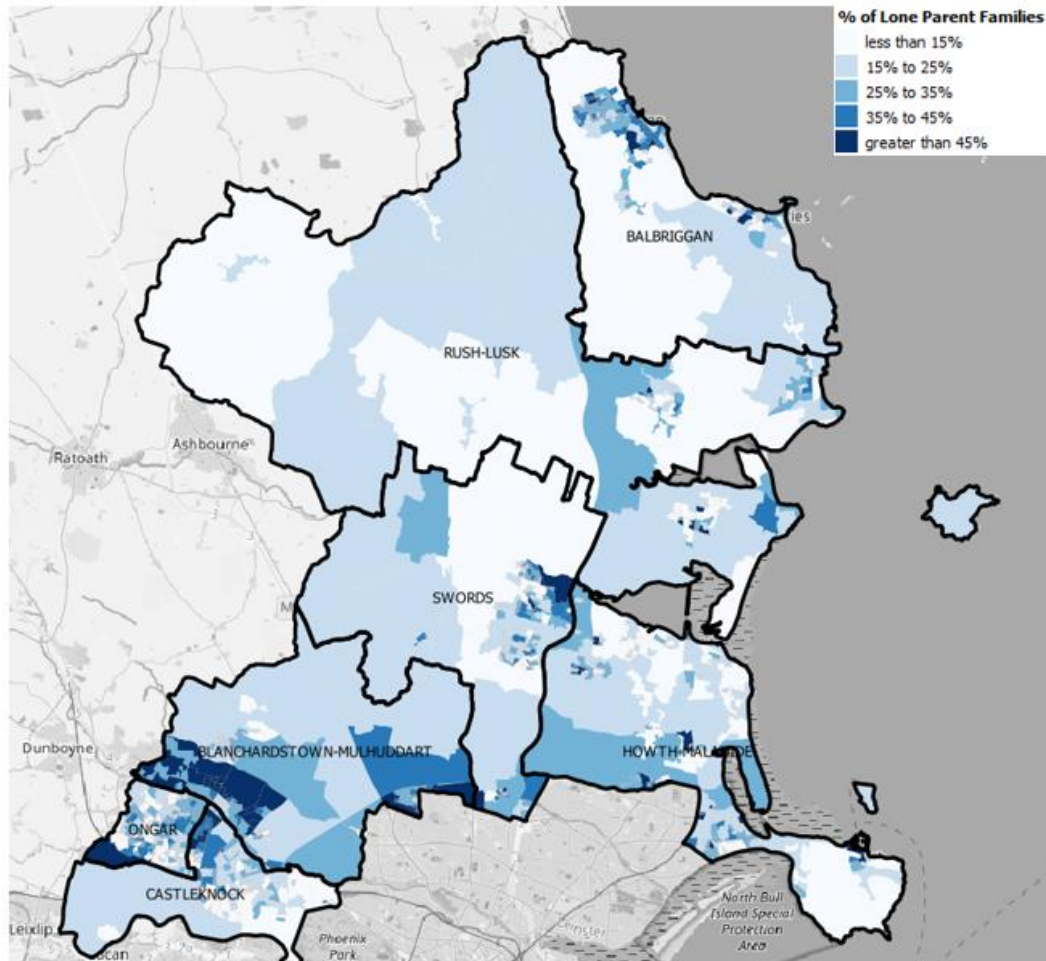 % of Lone Parent Families
less than 15%
15% to 25%
25% to 35%
35% to 45%
greater than 45%
ies
BALBRIGGAN
RUSH-LUSK
Ashbourne
Ratoath
SWORDS
Dunboyne
BLANCHARDSTOWN-MULHUDDART
HOWTH-MALAHIDE
ONGAR
CASTLEKNOCK
North Bull
Island Special
Protection
Area
Leixlip
Phoenix
Park
can